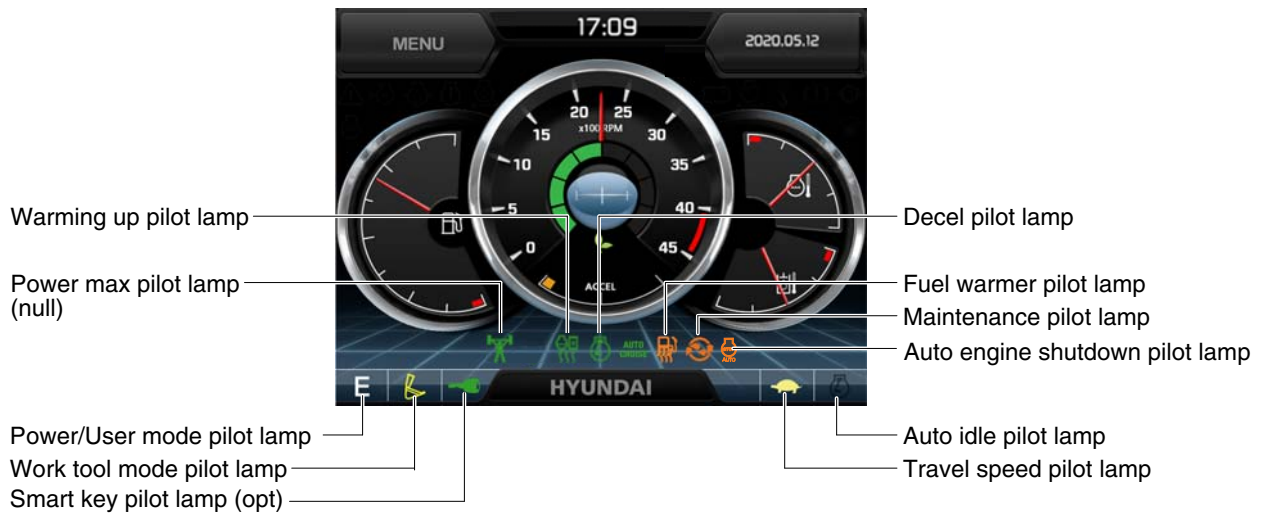 17:09
MENU
2020.05.12
20 25
x100 RPM
15 30
10 35
5 40
0 45
ACCEL
Warming up pilot lamp
Decel pilot lamp
Power max pilot lamp
(null)
Fuel warmer pilot lamp
Maintenance pilot lamp
Auto engine shutdown pilot lamp
AUTO
CRUISE
AUTO
E
HYUNDAI
Power/User mode pilot lamp
Auto idle pilot lamp
Work tool mode pilot lamp
Travel speed pilot lamp
Smart key pilot lamp (opt)